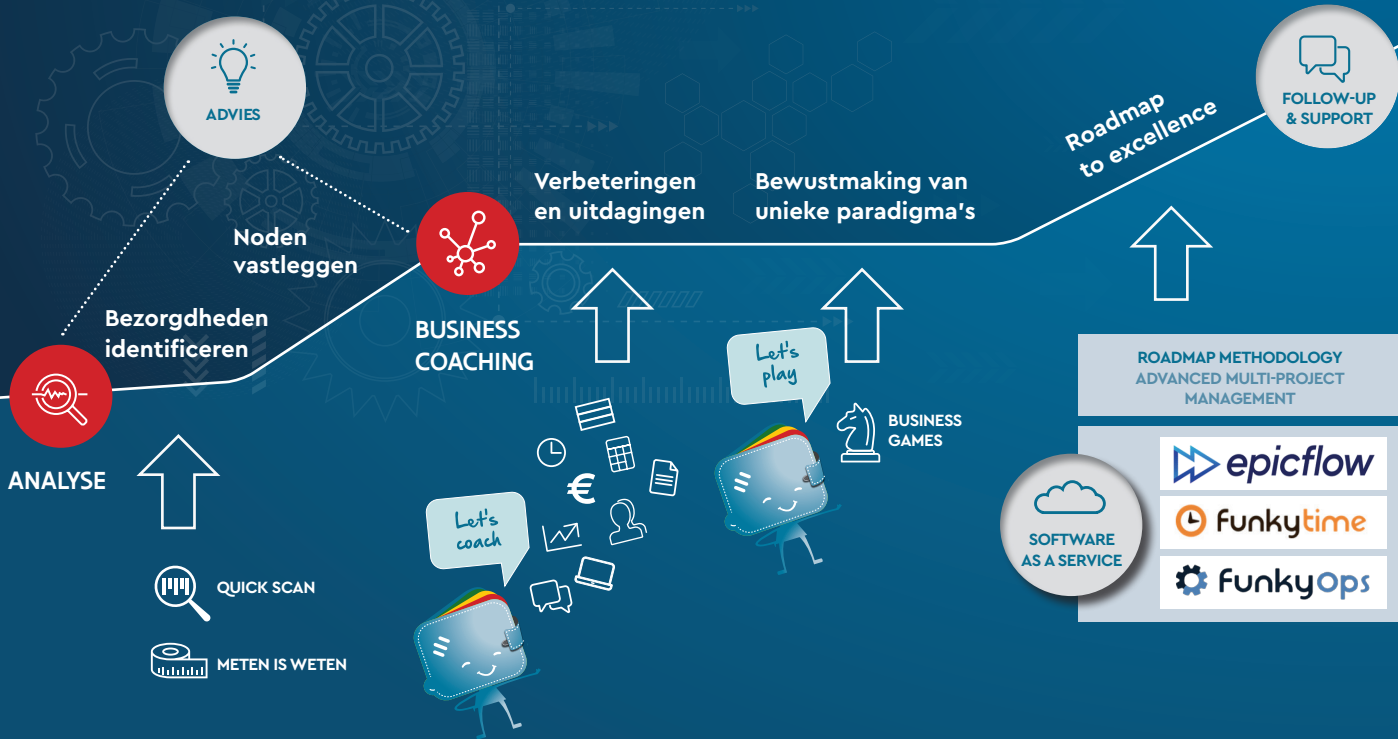 ADVIES
FOLLOW-UP
& SUPPORT
Roadmap
to excellence
Verbeteringen
en uitdagingen
Bewustmaking van
unieke paradigma's
Noden
vastleggen
Bezorgdheden
identificeren
BUSINESS
COACHING
ANALYSE
Let's
play
BUSINESS
GAMES
ROADMAP METHODOLOGY
ADVANCED MULTI-PROJECT
MANAGEMENT
epicflow
Funkytime
FunkyOps
SOFTWARE
AS A SERVICE
€
Let's
coach
QUICK SCAN
METEN IS WETEN